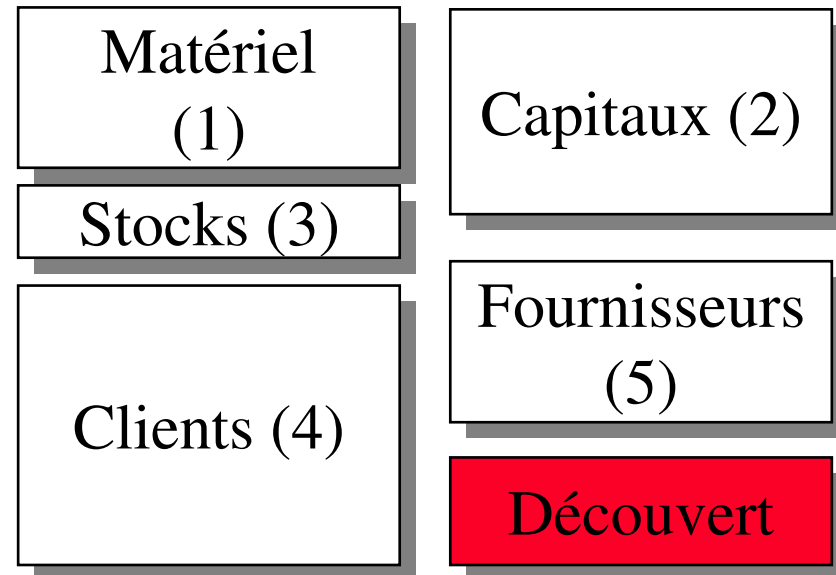 Matériel
(1)
Stocks (3)
Clients (4)
Capitaux (2)
Fournisseurs
(5)
Découvert